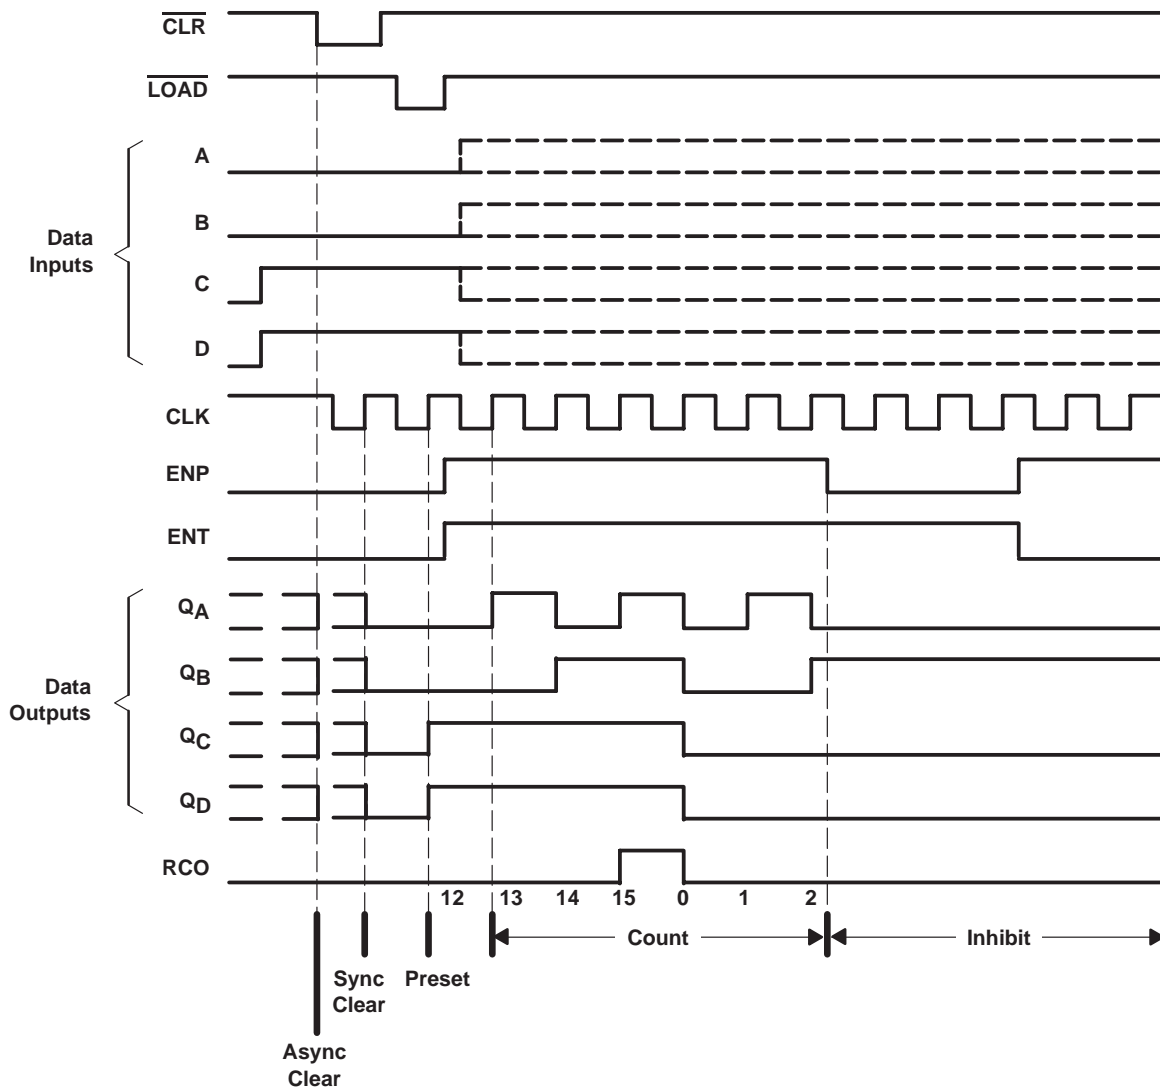 CLR
LOAD
A
B
Data
Inputs
C
D
CLK
ENP
ENT
QA
QB
Data
Outputs
QC
QD
RCO
12 13 14 15 0 1 2
Count Inhibit
Sync
Clear
Preset
Async
Clear